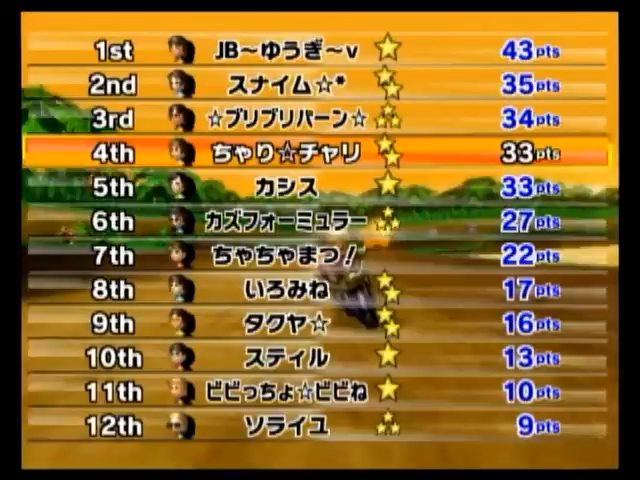 1st JB～ゆうぎ～v 43pts
2nd スナイム☆* 35pts
3rd ☆ブリブリバーン☆ 34pts
4th ちゃり☆チャリ 33pts
5th カシス 33pts
6th カズフォーミュラー 27pts
7th ちゃちゃまつ! 22pts
8th いろみね 17pts
9th タクヤ☆ 16pts
10th スティル 13pts
11th ビビっちょ☆ビビね 10pts
12th ソライユ 9pts